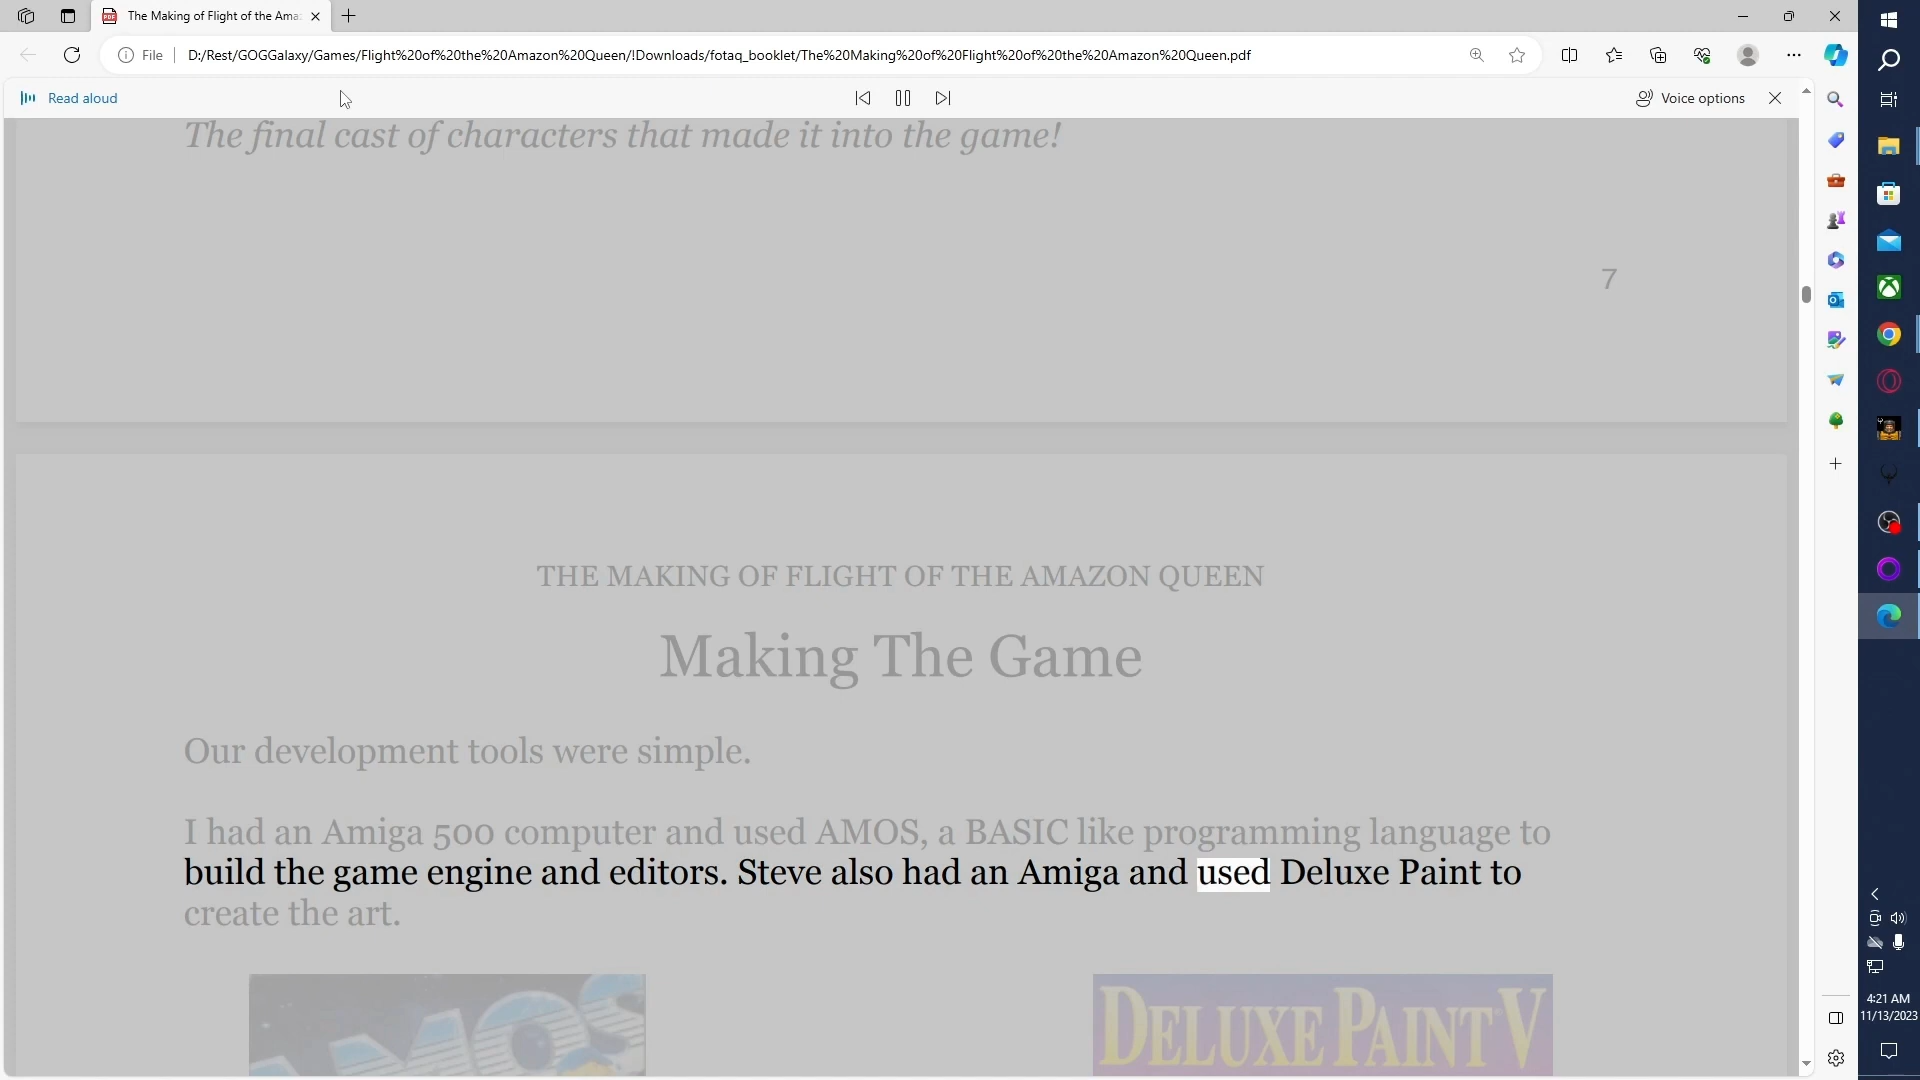 The Making of Flight of the Ama
File
D:/Rest/GOGGalaxy/Games/Flight%20of%20the%20Amazon%20Queen/!Downloads/fotaq_booklet/The%20Making%20of%20Flight%20of%20the%20Amazon%20Queen.pdf
Read aloud
Voice options
The final cast of characters that made it into the game!
7
THE MAKING OF FLIGHT OF THE AMAZON QUEEN
Making The Game
Our development tools were simple.
I had an Amiga 500 computer and used AMOS, a BASIC like programming language to
build the game engine and editors. Steve also had an Amiga and used Deluxe Paint to
create the art.
AMOS
DELUXE PAINT V
4:21 AM
11/13/2023